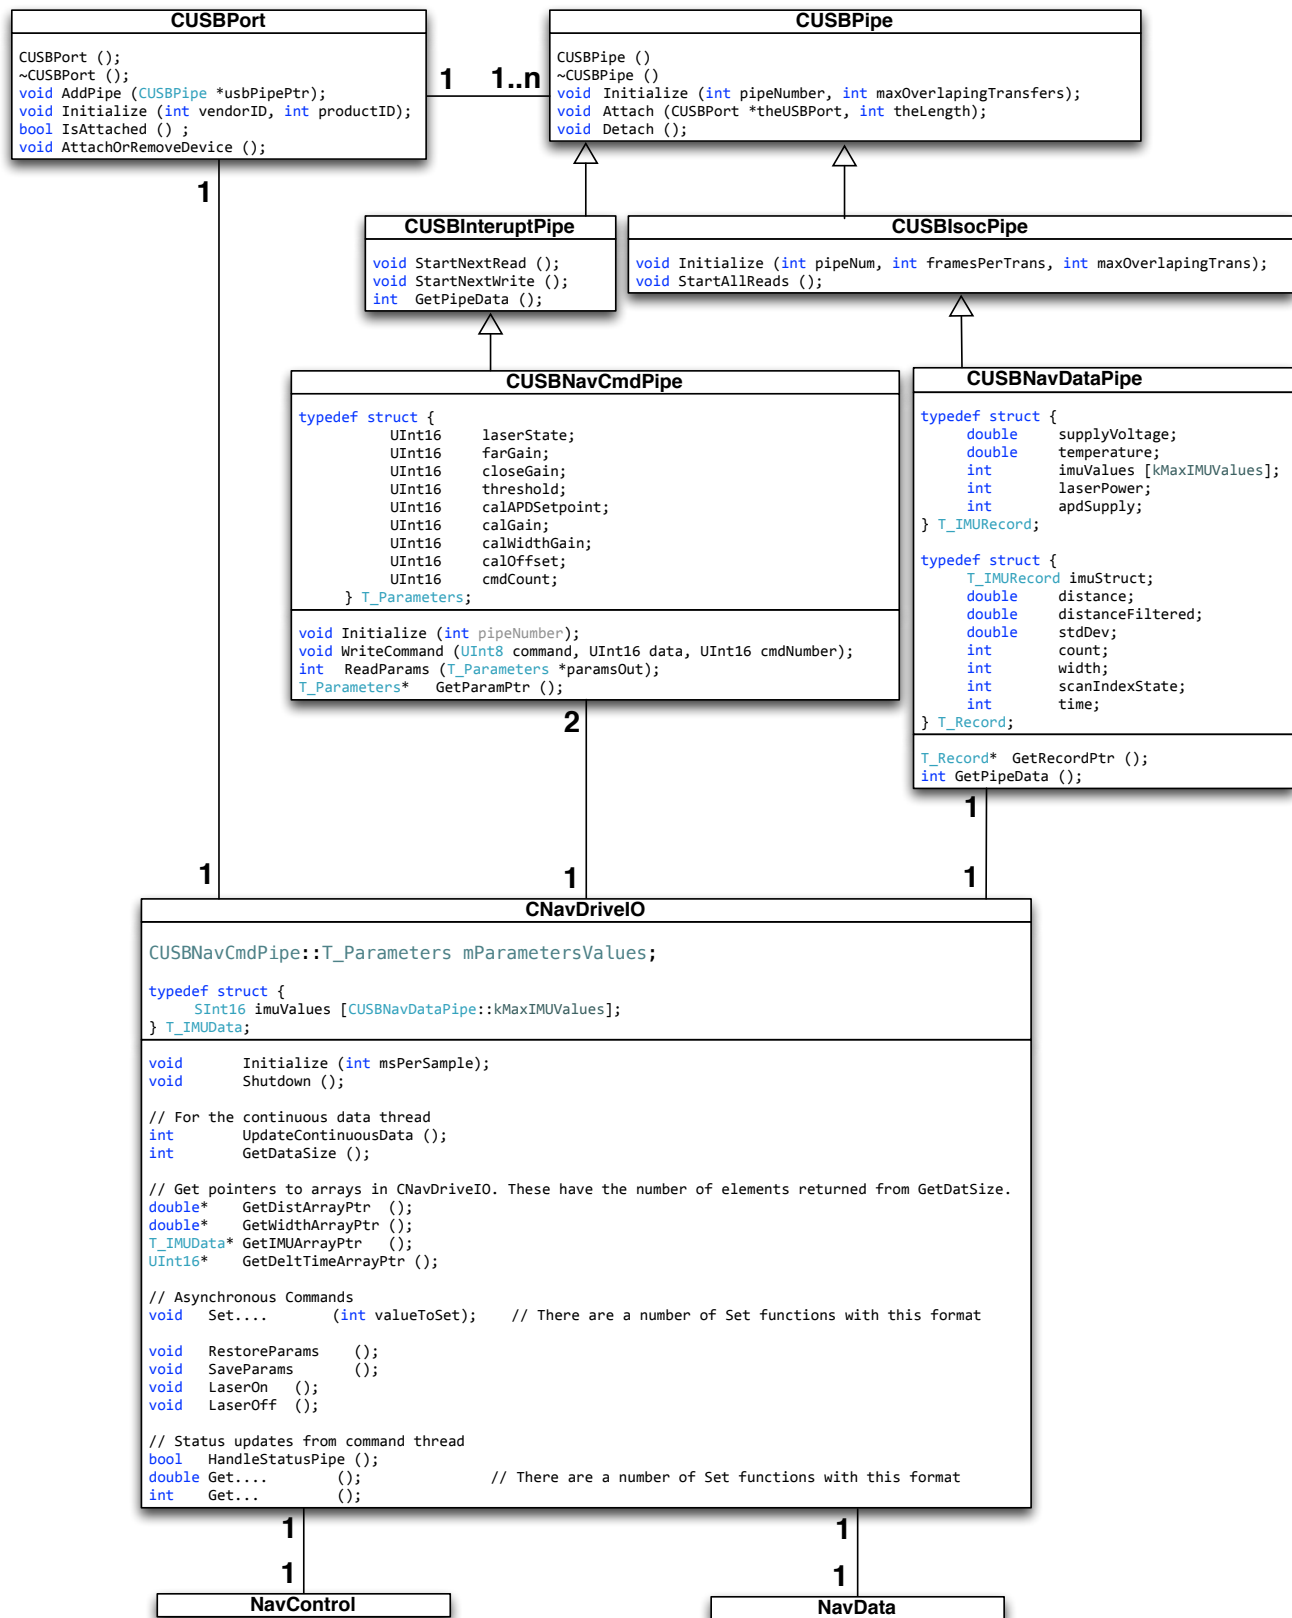 CUSBPort
CUSBPort ();
~CUSBPort ();
void AddPipe (CUSBPipe *usbPipePtr);
void Initialize (int vendorID, int productID);
bool IsAttached () ;
void AttachOrRemoveDevice ();
1
1..n
CUSBPipe
CUSBPipe ()
~CUSBPipe ()
void Initialize (int pipeNumber, int maxOverlapingTransfers);
void Attach (CUSBPort *theUSBPort, int theLength);
void Detach ();
1
CUSBInteruptPipe
void StartNextRead ();
void StartNextWrite ();
int GetPipeData ();
CUSBIsocPipe
void Initialize (int pipeNum, int framesPerTrans, int maxOverlapingTrans);
void StartAllReads ();
CUSBNavCmdPipe
typedef struct {
UInt16 laserState;
UInt16 farGain;
UInt16 closeGain;
UInt16 threshold;
UInt16 calAPDSetpoint;
UInt16 calGain;
UInt16 calWidthGain;
UInt16 calOffset;
UInt16 cmdCount;
} T_Parameters;
void Initialize (int pipeNumber);
void WriteCommand (UInt8 command, UInt16 data, UInt16 cmdNumber);
int ReadParams (T_Parameters *paramsOut);
T_Parameters* GetParamPtr ();
CUSBNavDataPipe
typedef struct {
double supplyVoltage;
double temperature;
int imuValues [kMaxIMUValues];
int laserPower;
int apdSupply;
} T_IMURecord;
typedef struct {
T_IMURecord imuStruct;
double distance;
double distanceFiltered;
double stdDev;
int count;
int width;
int scanIndexState;
int time;
} T_Record;
T_Record* GetRecordPtr ();
int GetPipeData ();
2
1
1
1
1
CNavDriveIO
CUSBNavCmdPipe::T_Parameters mParametersValues;
typedef struct {
SInt16 imuValues [CUSBNavDataPipe::kMaxIMUValues];
} T_IMUData;
void Initialize (int msPerSample);
void Shutdown ();
// For the continuous data thread
int UpdateContinuousData ();
int GetDataSize ();
// Get pointers to arrays in CNavDriveIO. These have the number of elements returned from GetDatSize.
double* GetDistArrayPtr ();
double* GetWidthArrayPtr ();
T_IMUData* GetIMUArrayPtr ();
UInt16* GetDeltTimeArrayPtr ();
// Asynchronous Commands
void Set.... (int valueToSet); // There are a number of Set functions with this format
void RestoreParams ();
void SaveParams ();
void LaserOn ();
void LaserOff ();
// Status updates from command thread
bool HandleStatusPipe ();
double Get.... (); // There are a number of Set functions with this format
int Get... ();
1
1
1
1
NavControl
NavData